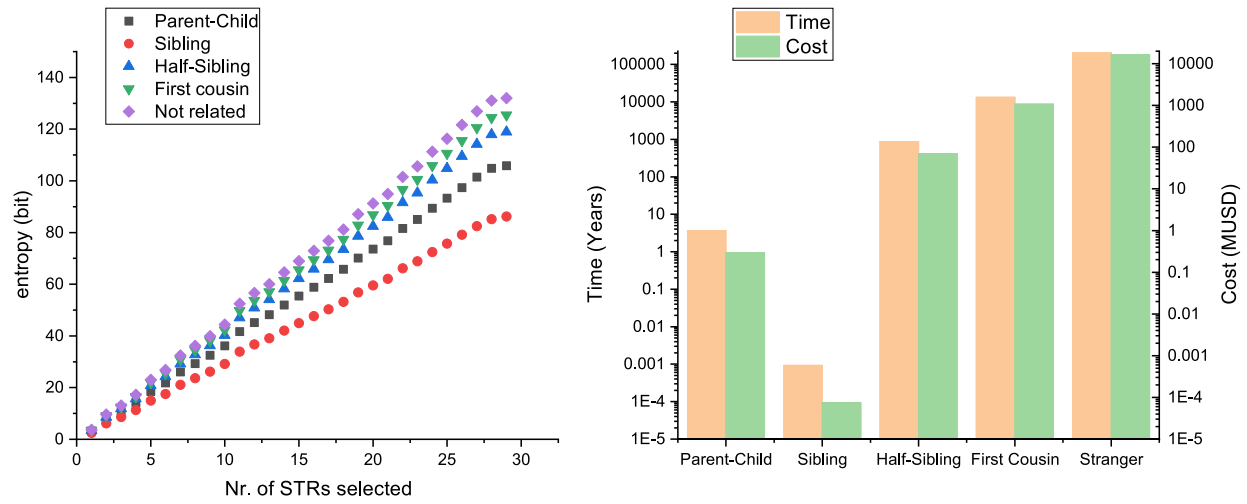 Parent-Child
Sibling
Half-Sibling
First cousin
Not related
140
120
100
80
60
40
20
0
entropy (bit)
0 5 10 15 20 25 30
Nr. of STRs selected
Time
Cost
100000
10000
1000
100
10
1
0.1
0.01
0.001
1E-4
1E-5
Time (Years)
10000
1000
100
10
1
0.1
0.01
0.001
1E-4
1E-5
Cost (MUSD)
Parent-Child Sibling Half-Sibling First Cousin Stranger